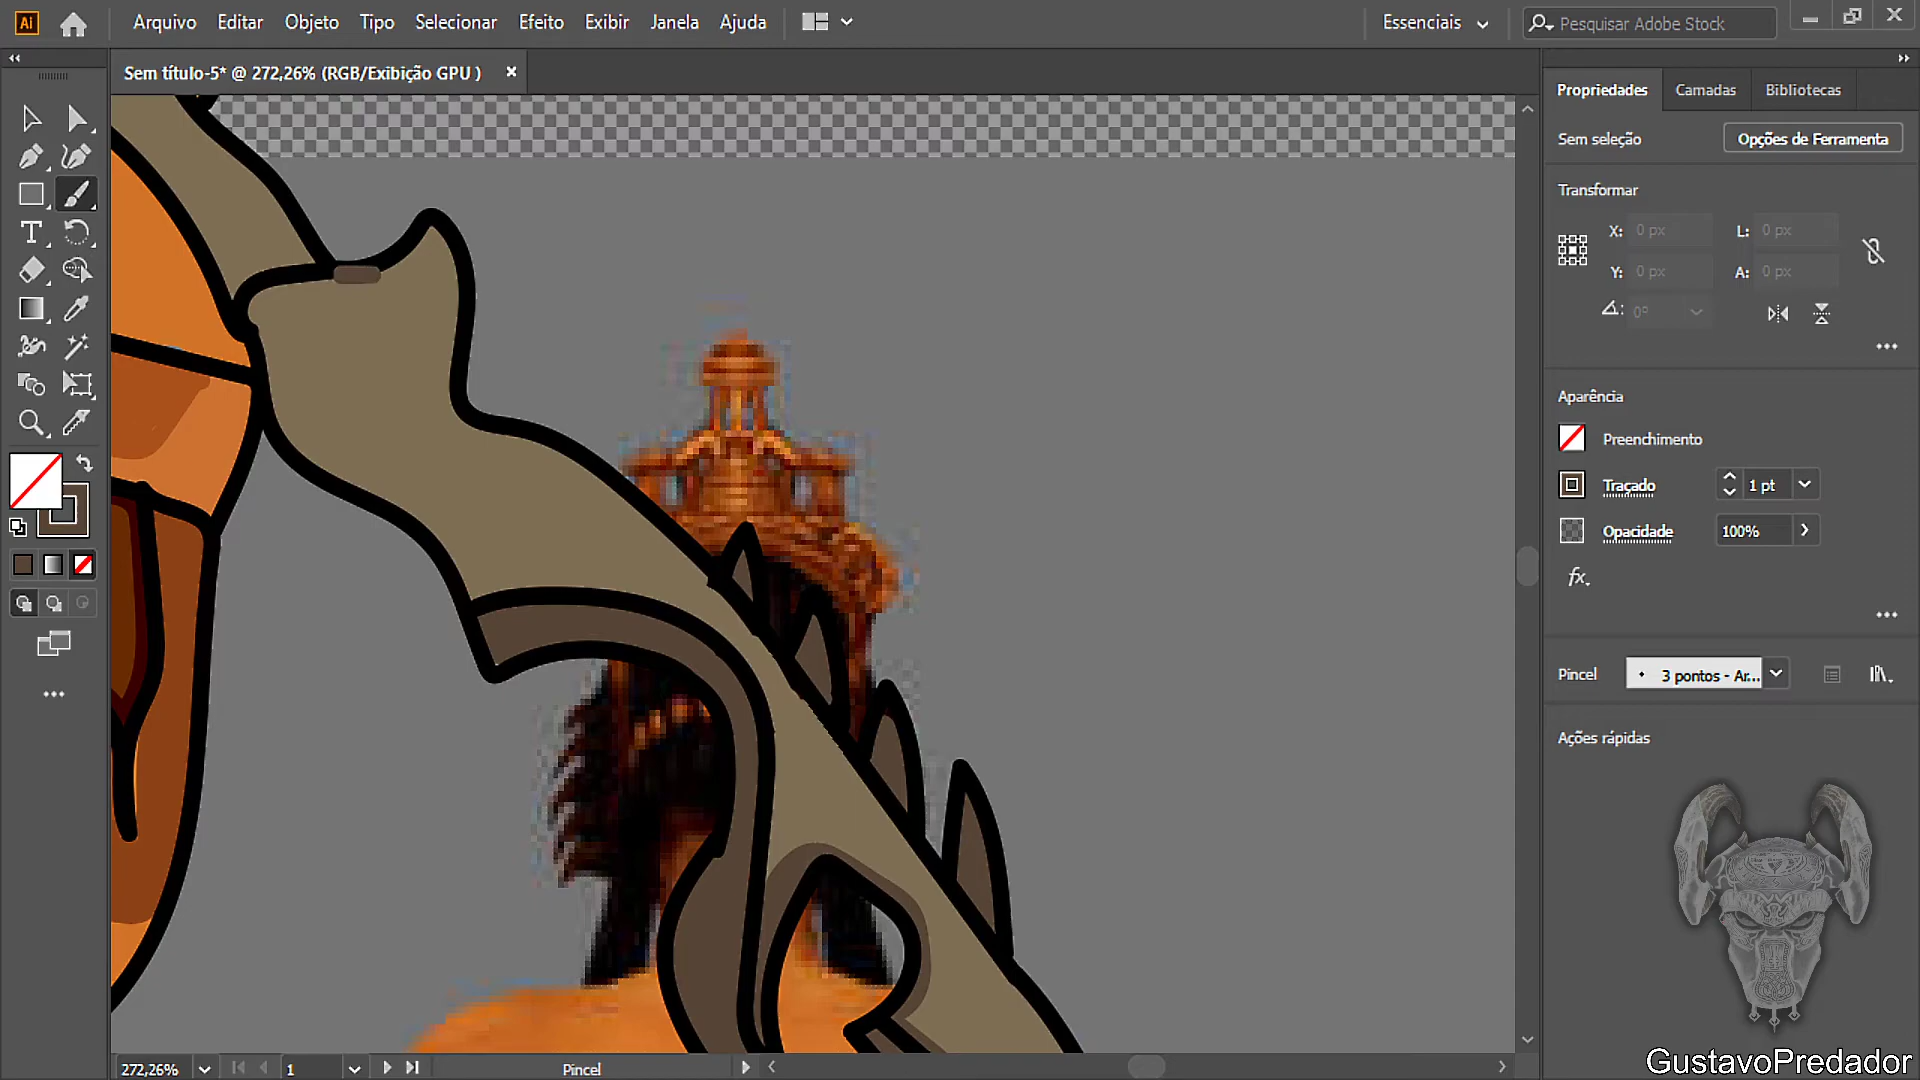 Ai
Arquivo Editar Objeto Tipo Selecionar Efeito Exibir Janela Ajuda
Essenciais
Pesquisar Adobe Stock
Sem título-5* @ 272,26% (RGB/Exibição GPU )
Propriedades Camadas Bibliotecas
Sem seleção
Opções de Ferramenta
Transformar
X: 0 px L: 0 px
Y: 0 px A: 0 px
0°
Aparência
Preenchimento
Traçado 1 pt
Opacidade 100%
fx.
Pincel 3 pontos - Ar...
Ações rápidas
272,26% 1 Pincel
GustavoPredador